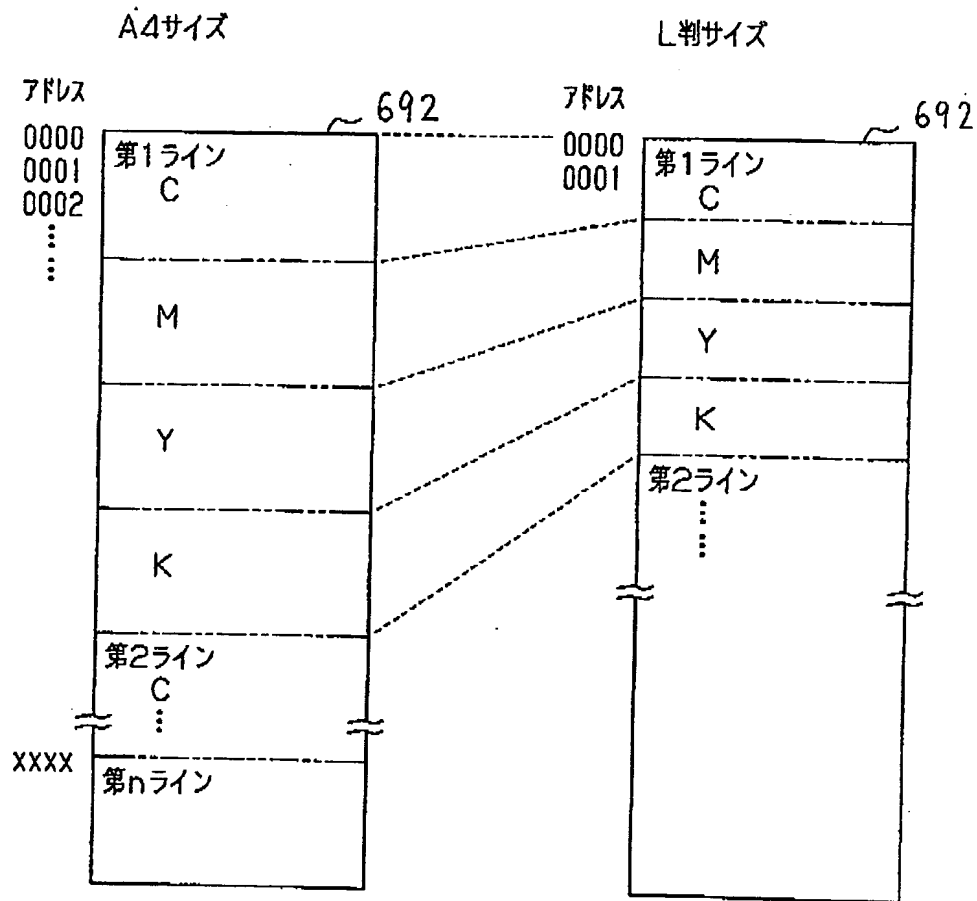 A4サイズ
アドレス
692
0000
0001
0002
第1ライン
C
M
Y
K
第2ライン
C
XXXX
第nライン
L判サイズ
アドレス
692
0000
0001
第1ライン
C
M
Y
K
第2ライン